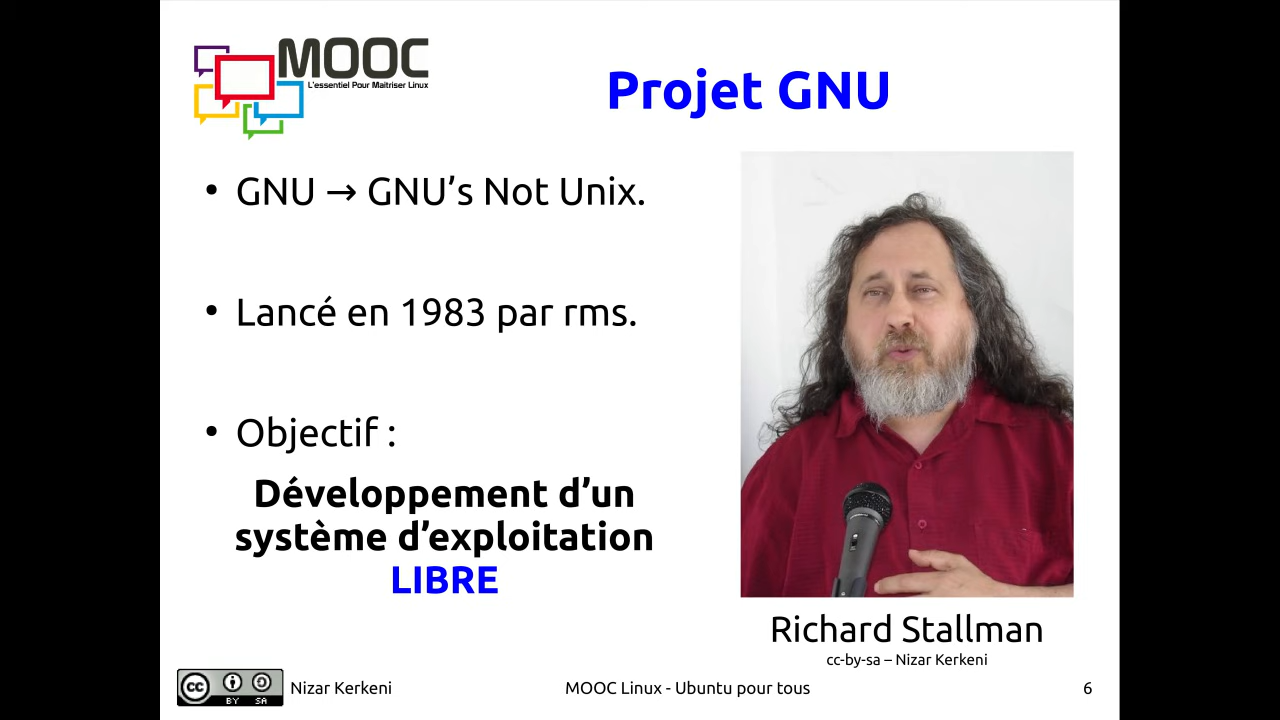 MOOC
L'essentiel Pour Maitriser Linux
Projet GNU
• GNU → GNU’s Not Unix.
• Lancé en 1983 par rms.
• Objectif :
Développement d’un
système d’exploitation
LIBRE
Richard Stallman
cc-by-sa – Nizar Kerkeni
cc BY SA
Nizar Kerkeni
MOOC Linux - Ubuntu pour tous
6